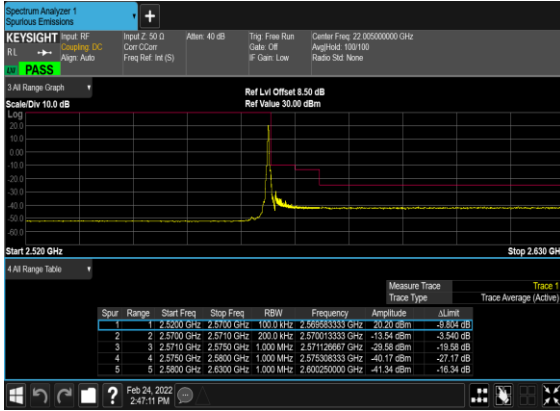 Spectrum Analyzer 1
Spurious Emissions
+
KEYSIGHT Input: RF Input Z: 50 Ω Atten: 40 dB Trig: Free Run Center Freq: 22.005000000 GHz
RL Coupling: DC Corr CCorr Gate: Off Avg|Hold: 100/100
Align: Auto Freq Ref: Int (S) IF Gain: Low Radio Std: None
PASS
3 All Range Graph Ref Lvl Offset 8.50 dB
Scale/Div 10.0 dB Ref Value 30.00 dBm
Log
20.0
10.0
0.00
-10.0
-20.0
-30.0
-40.0
-50.0
-60.0
Start 2.520 GHz Stop 2.630 GH
4 All Range Table
Measure Trace Trace 1
Trace Type Trace Average (Active)
Spur Range Start Freq Stop Freq RBW Frequency Amplitude ΔLimit
1 1 2.5200 GHz 2.5700 GHz 100.0 kHz 2.569583333 GHz 20.20 dBm -9.804 dB
2 2 2.5700 GHz 2.5710 GHz 200.0 kHz 2.570013333 GHz -13.54 dBm -3.540 dB
3 3 2.5710 GHz 2.5750 GHz 1.000 MHz 2.571126667 GHz -29.58 dBm -19.58 dB
4 4 2.5750 GHz 2.5800 GHz 1.000 MHz 2.575308333 GHz -40.17 dBm -27.17 dB
5 5 2.5800 GHz 2.6300 GHz 1.000 MHz 2.600250000 GHz -41.34 dBm -16.34 dB
Feb 24, 2022
2:47:11 PM